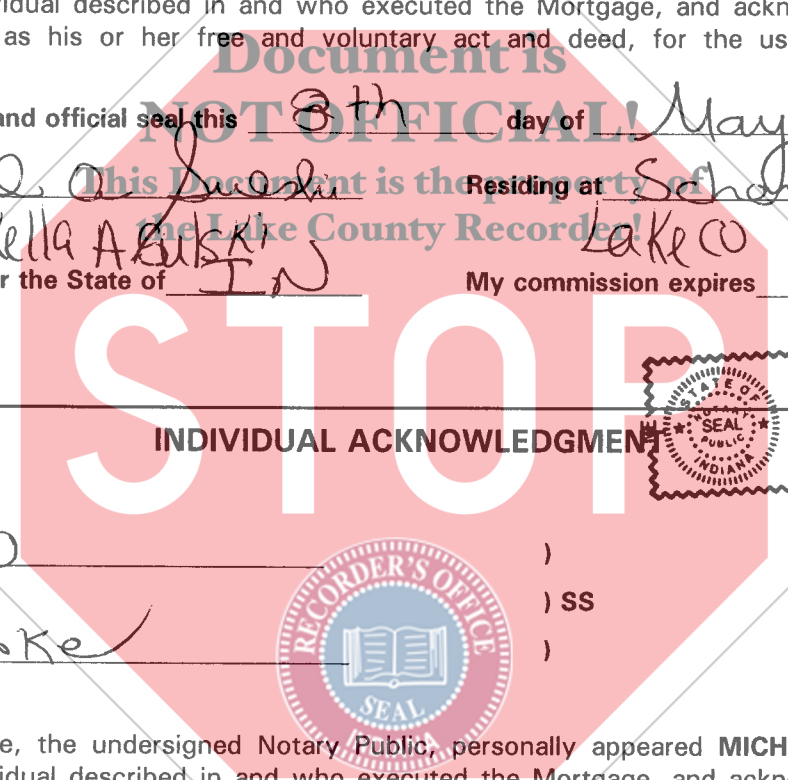 vidual described in and who executed the Mortgage, and ackn
as his or her free and voluntary act and deed, for the us
Document is
and official seal this 8th day of May
NOT OFFICIAL!
This Document is the property of
Residing at
the Lake County Recorder!
Lake CO
r the State of IN My commission expires
STOP
STATE OF
NOTARY
SEAL
PUBLIC
INDIANA
INDIVIDUAL ACKNOWLEDGMENT
)
) SS
)
RECORDER'S OFFICE
SEAL
e, the undersigned Notary Public, personally appeared MICH
vidual described in and who executed the Mortgage, and ackn